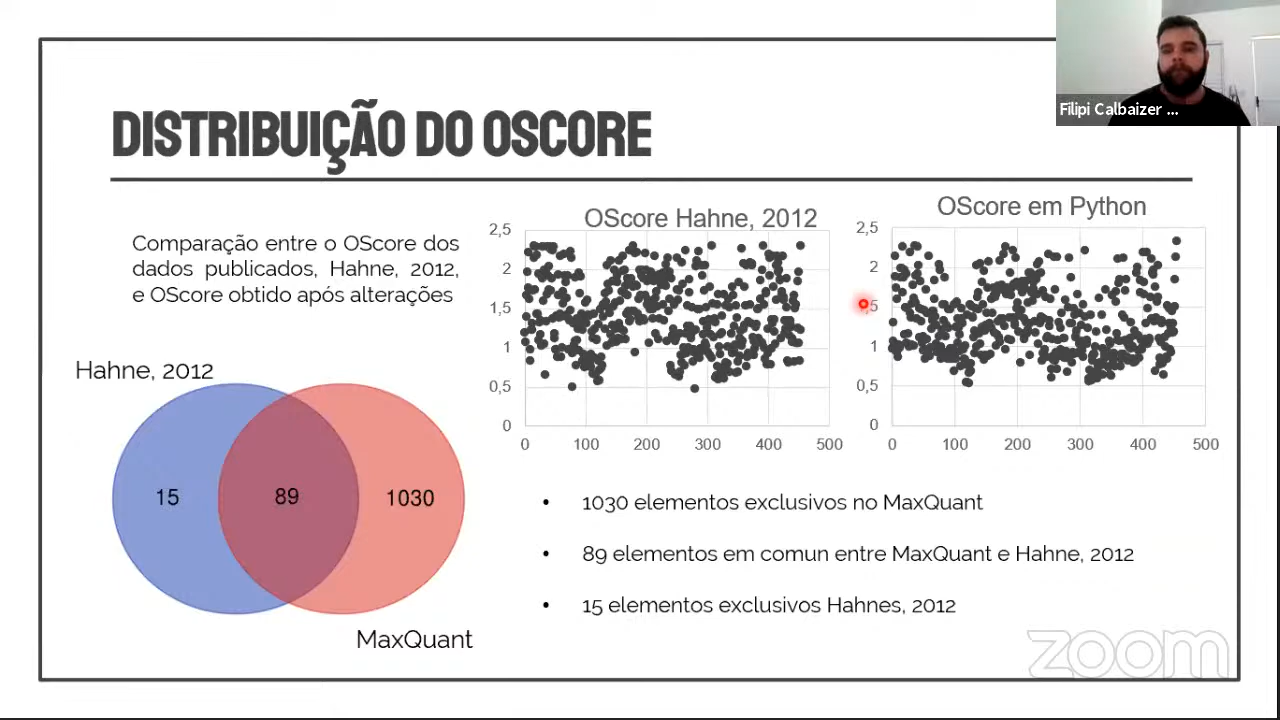 Filipi Calbaizer ...
DISTRIBUIÇÃO DO OSCORE
Comparação entre o OScore dos
dados publicados, Hahne, 2012,
e OScore obtido após alterações
OScore Hahne, 2012
2,5
2
1,5
1
0,5
0
0 100 200 300 400 500
OScore em Python
2,5
2
5
1
0,5
0
0 100 200 300 400 500
Hahne, 2012
15 89 1030
MaxQuant
• 1030 elementos exclusivos no MaxQuant
• 89 elementos em comun entre MaxQuant e Hahne, 2012
• 15 elementos exclusivos Hahnes, 2012
zoom